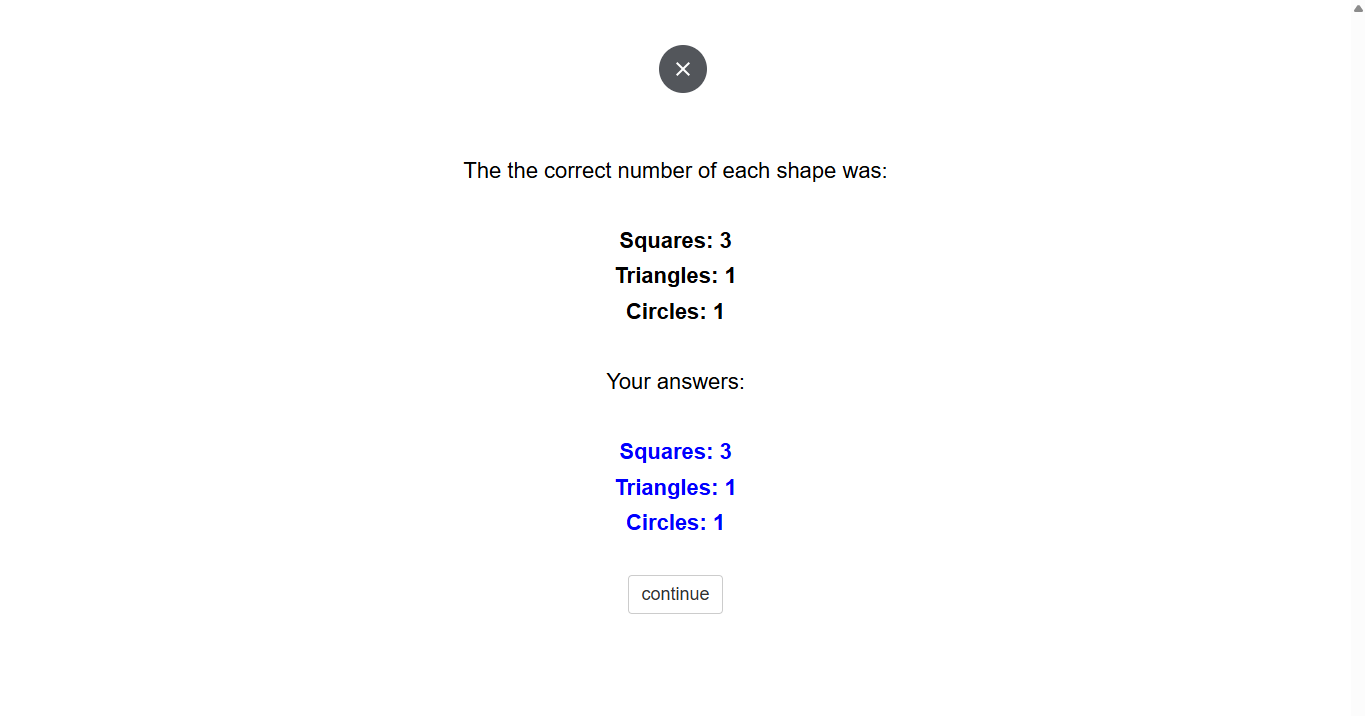 The the correct number of each shape was:
Squares: 3
Triangles: 1
Circles: 1
Your answers:
Squares: 3
Triangles: 1
Circles: 1
continue